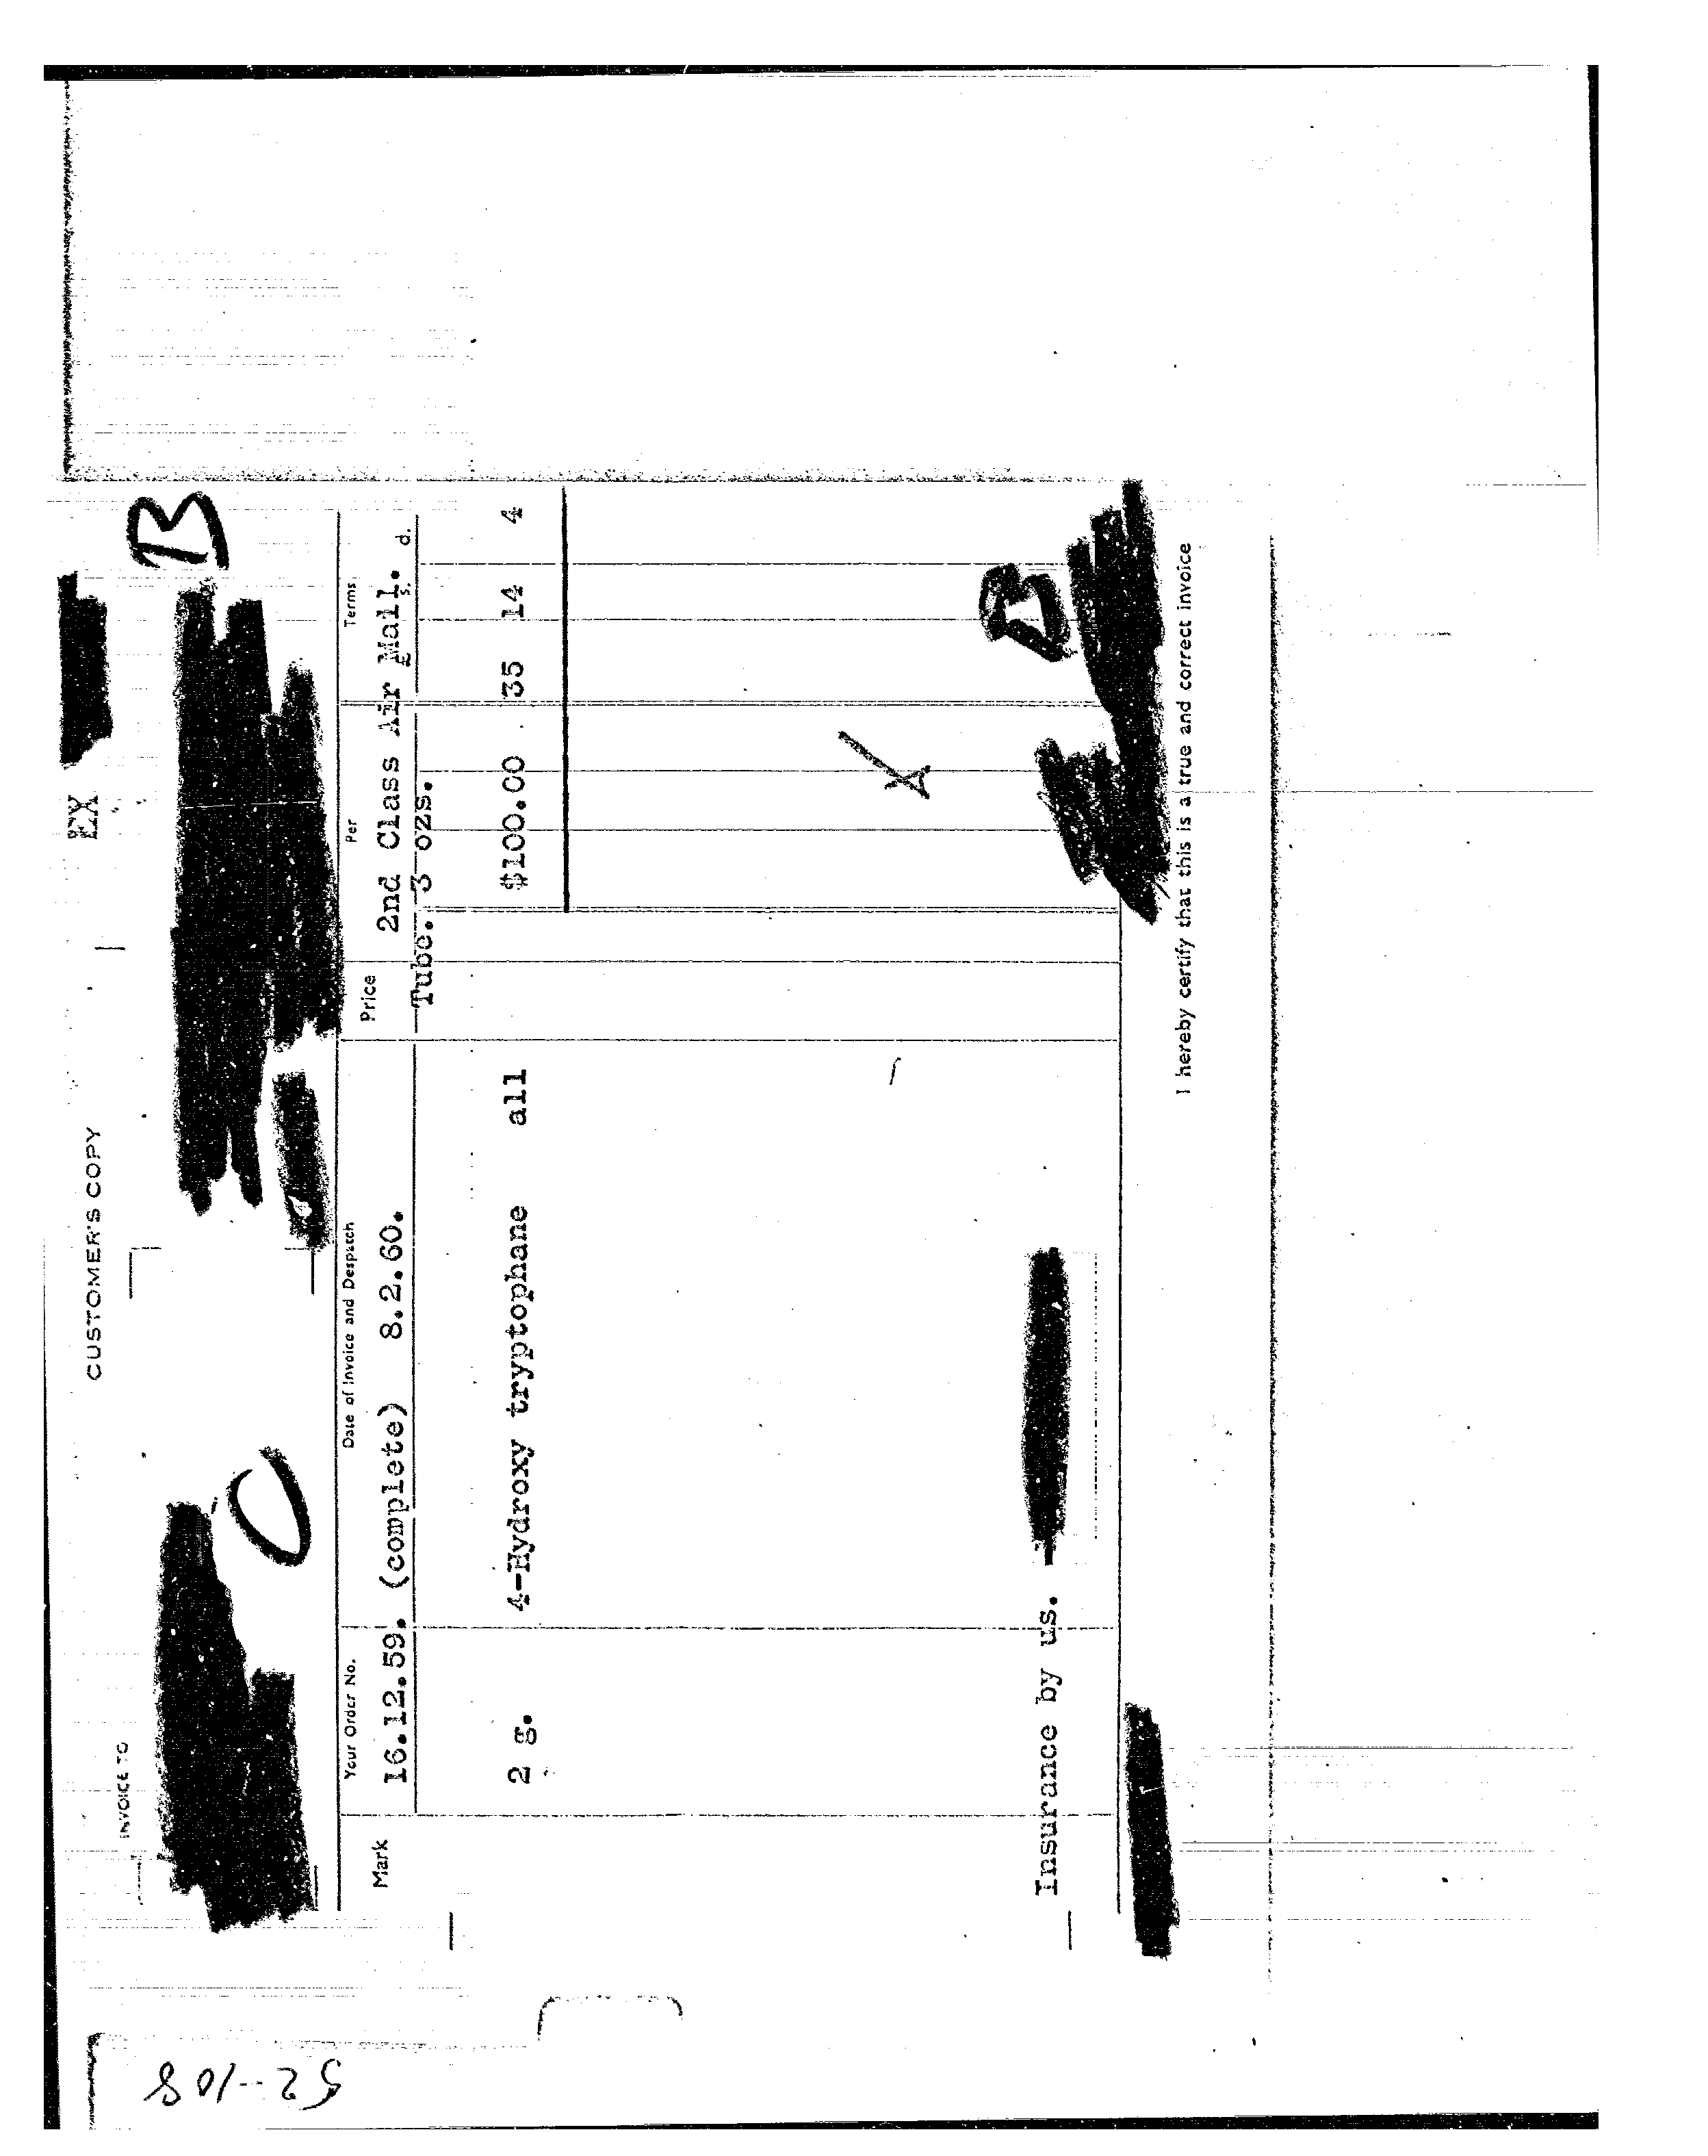 CUSTOMER'S COPY
EX
B
INVOICE TO
C
Mark
Your Order No.
Date of Invoice and Despatch
Price
Per
Terms
16.12.59. (complete) 8.2.60. 2nd Class Air Mail.
£ s. d.
Tube. 3 ozs.
2 g. 4-Hydroxy tryptophane all $100.00 35 14 4
Insurance by us.
B
I hereby certify that this is a true and correct invoice
52-108